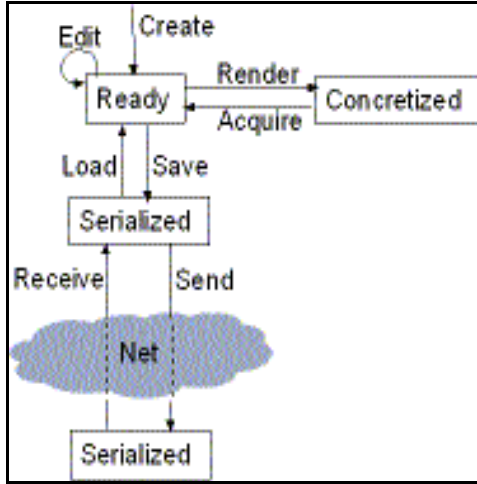 Create
Edit
Render
Ready
Concretized
Acquire
Load
Save
Serialized
Receive
Send
Net
Serialized